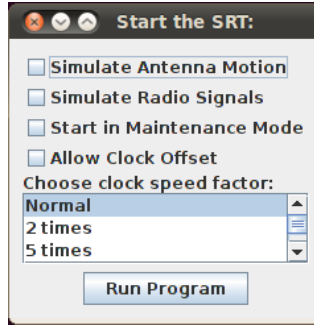 Start the SRT:
Simulate Antenna Motion
Simulate Radio Signals
Start in Maintenance Mode
Allow Clock Offset
Choose clock speed factor:
Normal
2 times
5 times
Run Program